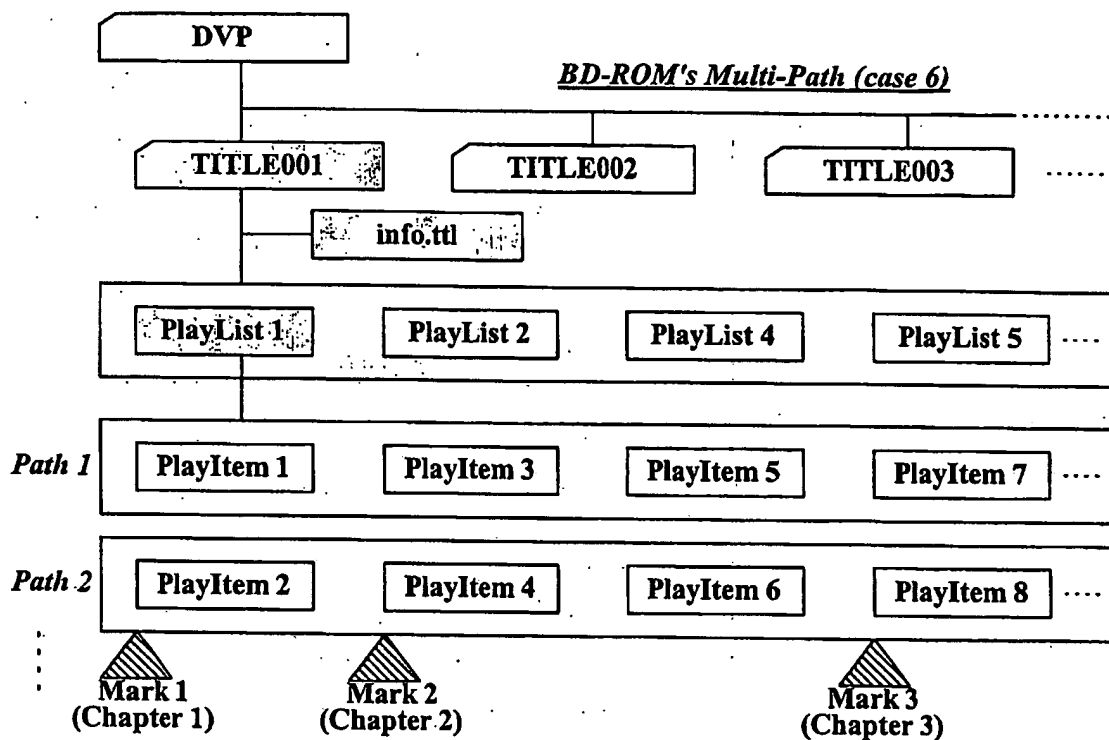 DVP
BD-ROM's Multi-Path (case 6)
TITLE001
TITLE002
TITLE003
info.ttl
PlayList 1
PlayList 2
PlayList 4
PlayList 5
Path 1
PlayItem 1
PlayItem 3
PlayItem 5
PlayItem 7
Path 2
PlayItem 2
PlayItem 4
PlayItem 6
PlayItem 8
Mark 1
(Chapter 1)
Mark 2
(Chapter 2)
Mark 3
(Chapter 3)